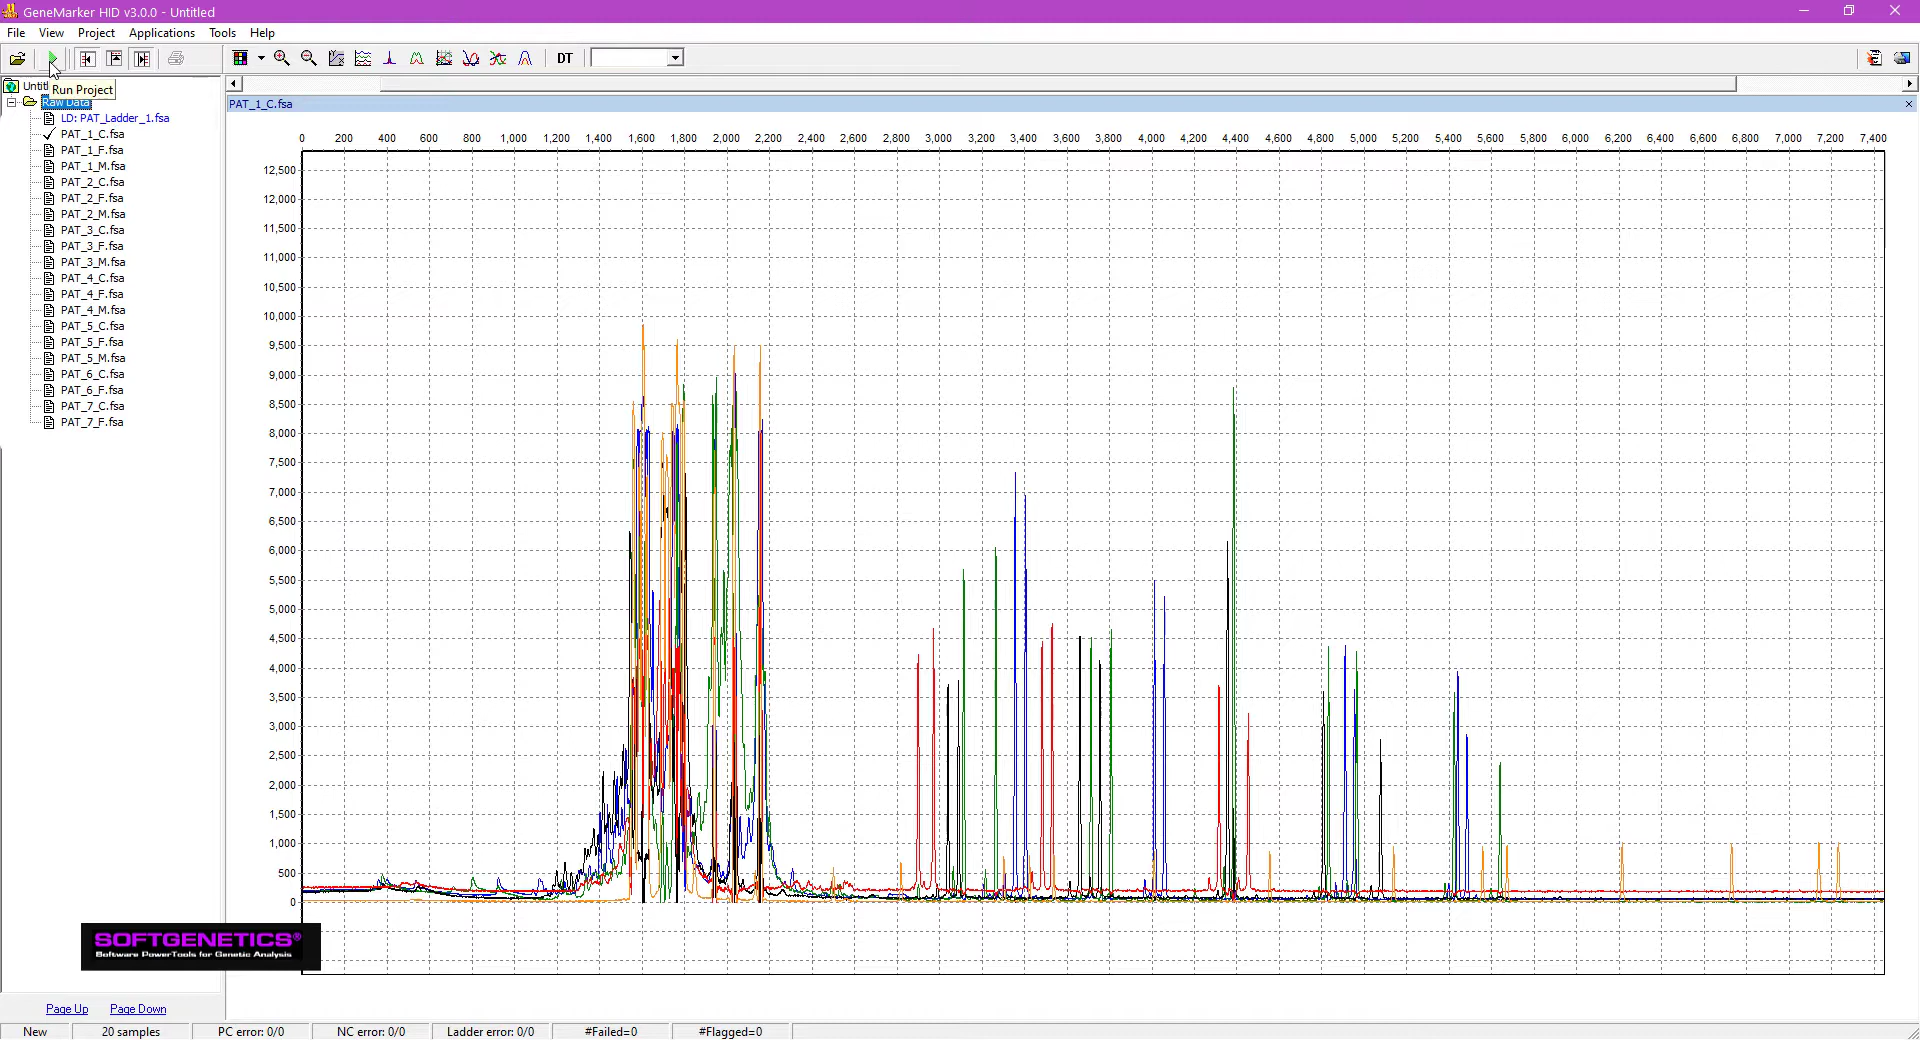 GeneMarker HID v3.0.0 - Untitled
File View Project Applications Tools Help
DT
Run Project
Raw Data
LD: PAT_Ladder_1.fsa
PAT_1_C.fsa
PAT_1_F.fsa
PAT_1_M.fsa
PAT_2_C.fsa
PAT_2_F.fsa
PAT_2_M.fsa
PAT_3_C.fsa
PAT_3_F.fsa
PAT_3_M.fsa
PAT_4_C.fsa
PAT_4_F.fsa
PAT_4_M.fsa
PAT_5_C.fsa
PAT_5_F.fsa
PAT_5_M.fsa
PAT_6_C.fsa
PAT_6_F.fsa
PAT_7_C.fsa
PAT_7_F.fsa
PAT_1_C.fsa
0 200 400 600 800 1,000 1,200 1,400 1,600 1,800 2,000 2,200 2,400 2,600 2,800 3,000 3,200 3,400 3,600 3,800 4,000 4,200 4,400 4,600 4,800 5,000 5,200 5,400 5,600 5,800 6,000 6,200 6,400 6,600 6,800 7,000 7,200 7,400
12,500
12,000
11,500
11,000
10,500
10,000
9,500
9,000
8,500
8,000
7,500
7,000
6,500
6,000
5,500
5,000
4,500
4,000
3,500
3,000
2,500
2,000
1,500
1,000
500
0
SOFTGENETICS®
Software PowerTools for Genetic Analysis
Page Up Page Down
New 20 samples PC error: 0/0 NC error: 0/0 Ladder error: 0/0 #Failed=0 #Flagged=0